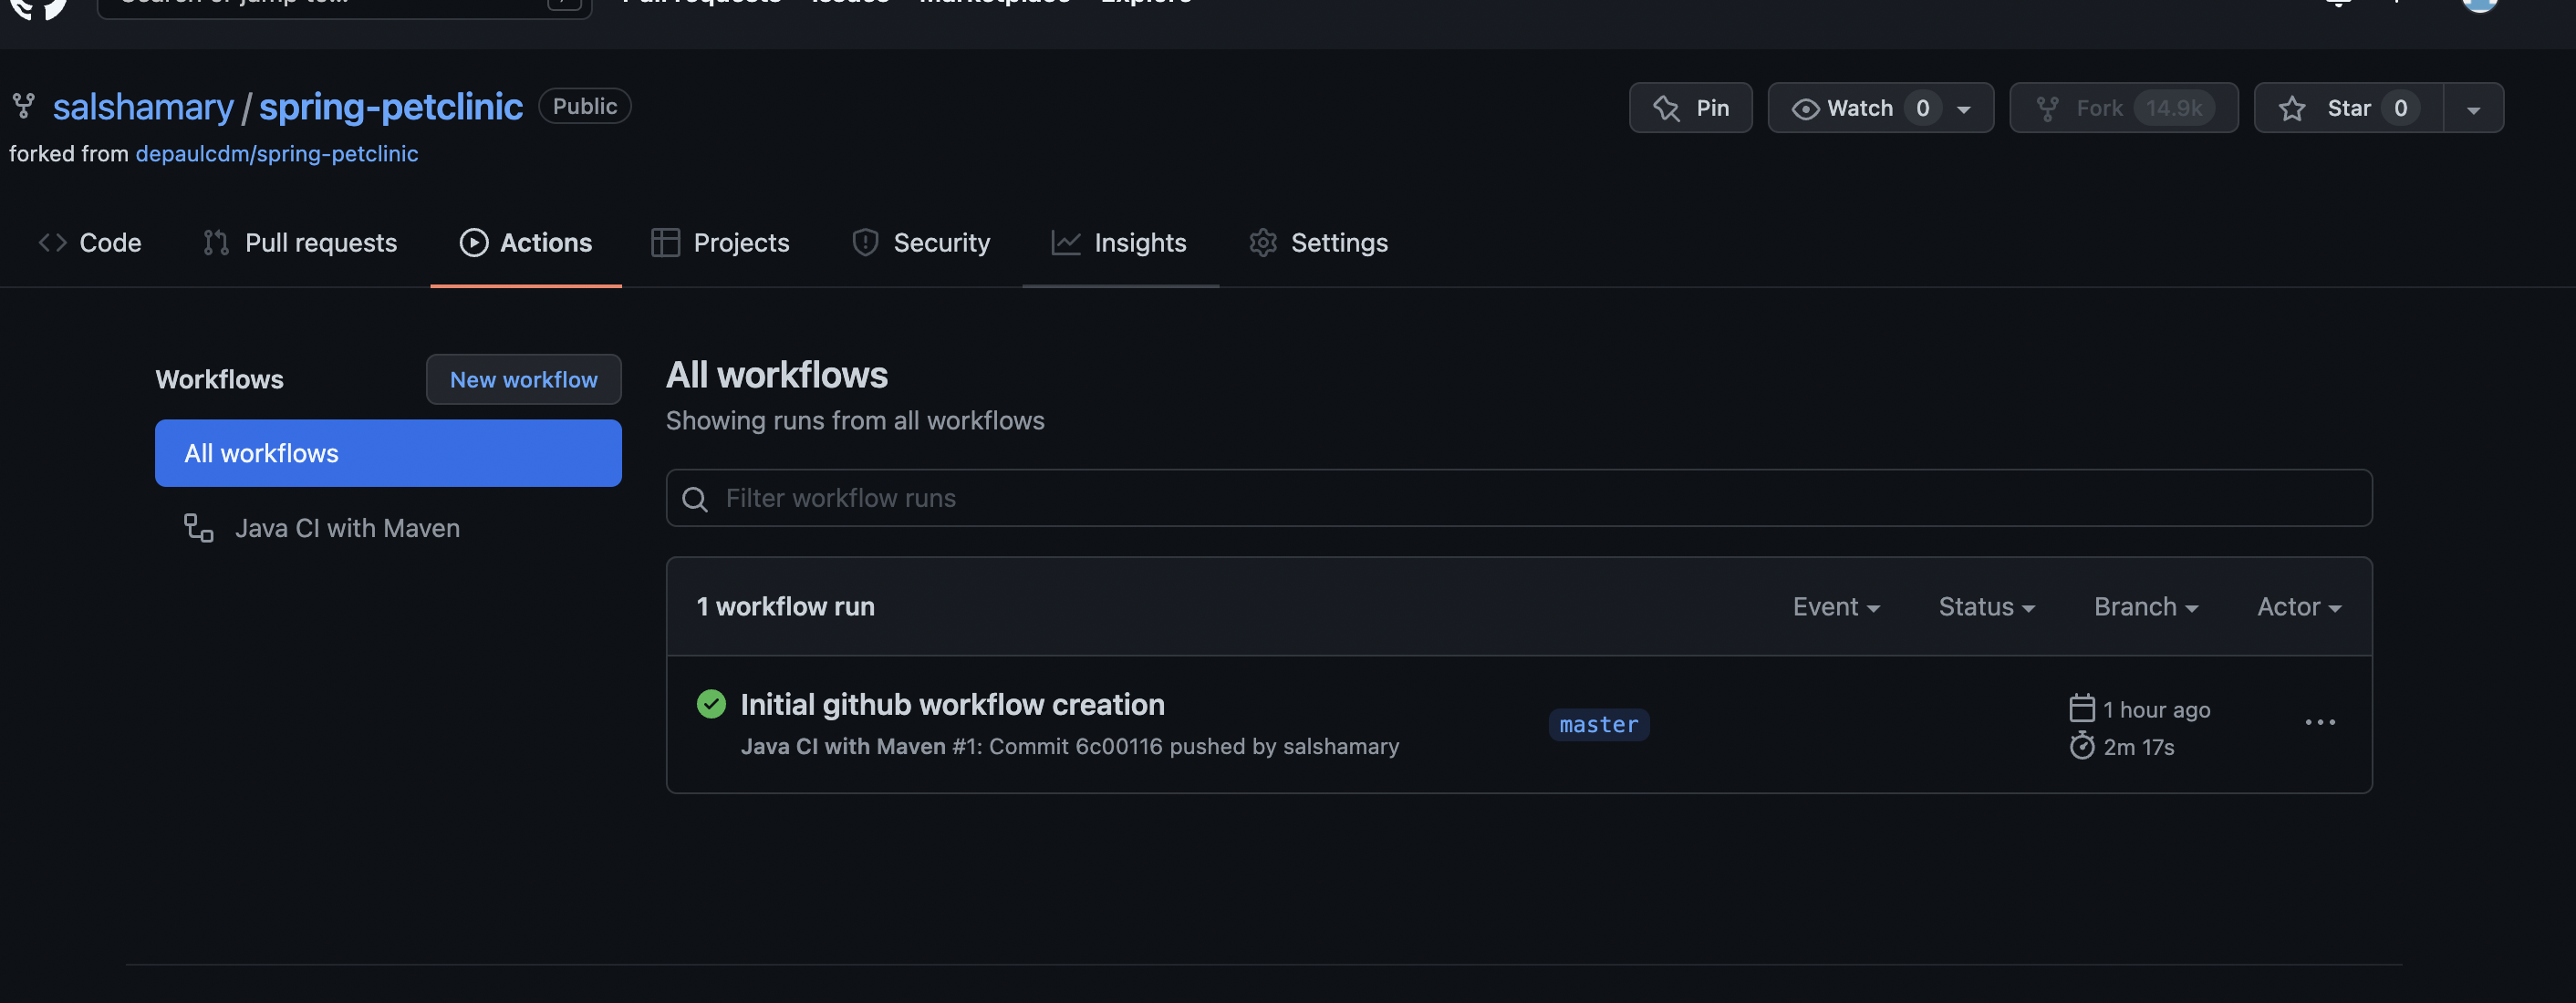 Search or jump to...
/
Pull requests Issues Marketplace Explore
salshamary / spring-petclinic Public
Pin
Watch 0
Fork 14.9k
Star 0
forked from depaulcdm/spring-petclinic
Code
Pull requests
Actions
Projects
Security
Insights
Settings
Workflows
New workflow
All workflows
Java CI with Maven
All workflows
Showing runs from all workflows
Filter workflow runs
1 workflow run
Event
Status
Branch
Actor
Initial github workflow creation
Java CI with Maven #1: Commit 6c00116 pushed by salshamary
master
1 hour ago
2m 17s